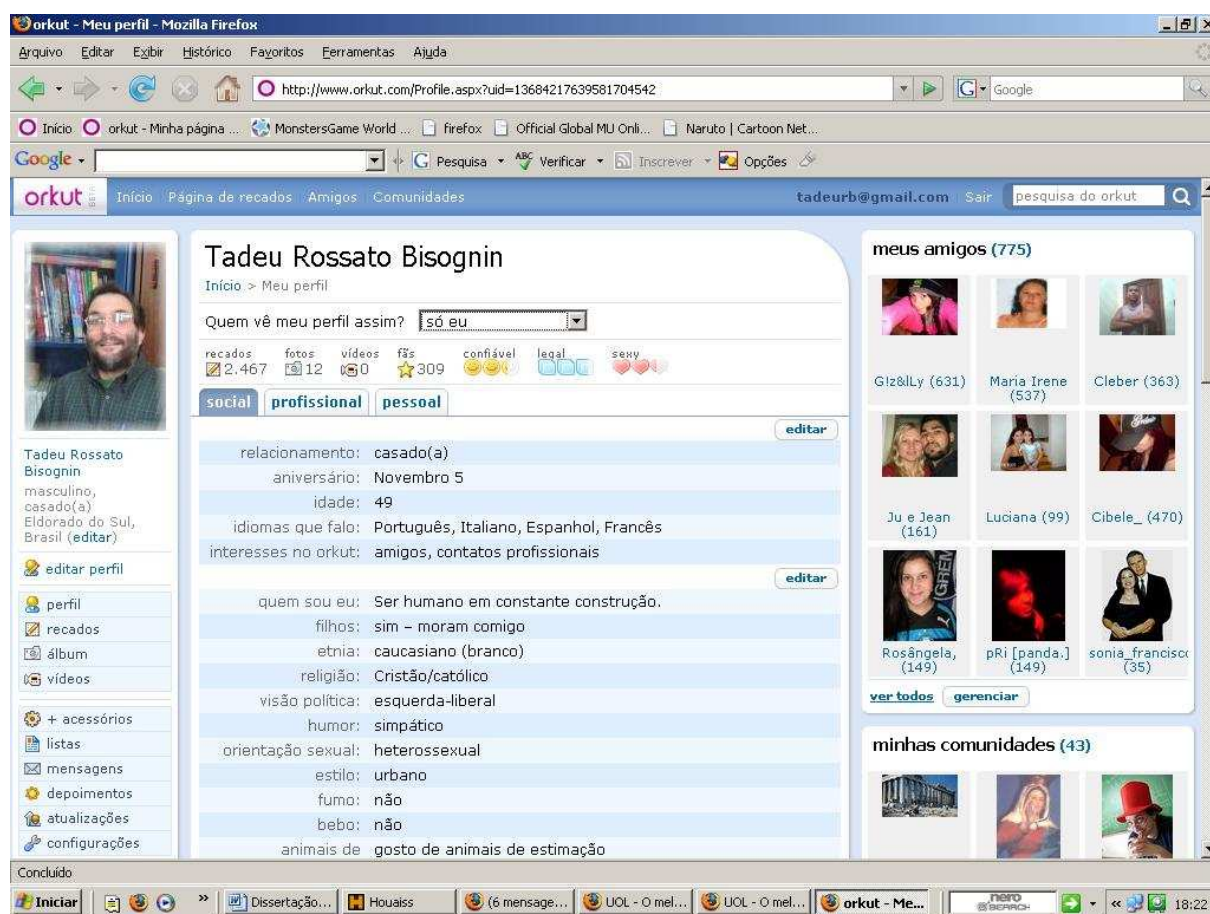 orkut - Meu perfil - Mozilla Firefox
Arquivo Editar Exibir Histórico Favoritos Ferramentas Ajuda
http://www.orkut.com/Profile.aspx?uid=13684217639581704542
G Google
Início orkut - Minha página ... MonstersGame World ... firefox Official Global MU Onli... Naruto | Cartoon Net...
Google G Pesquisa ABC Verificar Inscrever Opções
orkut BETA Início Página de recados Amigos Comunidades tadeurb@gmail.com Sair pesquisa do orkut
Tadeu Rossato
Bisognin
masculino,
casado(a)
Eldorado do Sul,
Brasil (editar)
editar perfil
perfil
recados
álbum
vídeos
+ acessórios
listas
mensagens
depoimentos
atualizações
configurações
Tadeu Rossato Bisognin
Início > Meu perfil
Quem vê meu perfil assim? só eu
recados fotos vídeos fãs confiável legal sexy
2.467 12 0 309
social profissional pessoal
editar
relacionamento: casado(a)
aniversário: Novembro 5
idade: 49
idiomas que falo: Português, Italiano, Espanhol, Francês
interesses no orkut: amigos, contatos profissionais
editar
quem sou eu: Ser humano em constante construção.
filhos: sim – moram comigo
etnia: caucasiano (branco)
religião: Cristão/católico
visão política: esquerda-liberal
humor: simpático
orientação sexual: heterossexual
estilo: urbano
fumo: não
bebo: não
animais de gosto de animais de estimação
meus amigos (775)
G!z&lLy (631) Maria Irene (537) Cleber (363)
Ju e Jean (161) Luciana (99) Cibele_ (470)
GREM
Rosângela, (149) pRi [panda.] (149) sonia_francisco (35)
ver todos gerenciar
minhas comunidades (43)
Concluído
Iniciar » Dissertação... H Houaiss (6 mensage... UOL - O mel... UOL - O mel... orkut - Me... nero SEARCH « 18:22